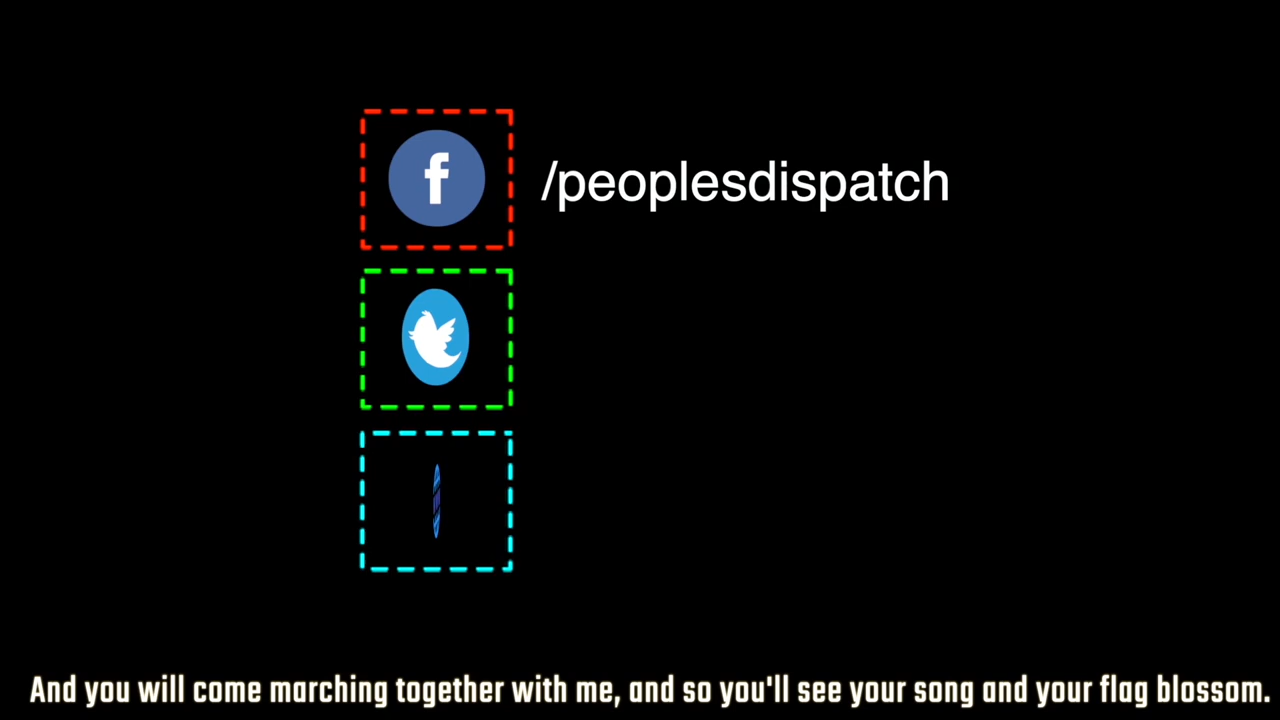 f
/peoplesdispatch
And you will come marching together with me, and so you'll see your song and your flag blossom.